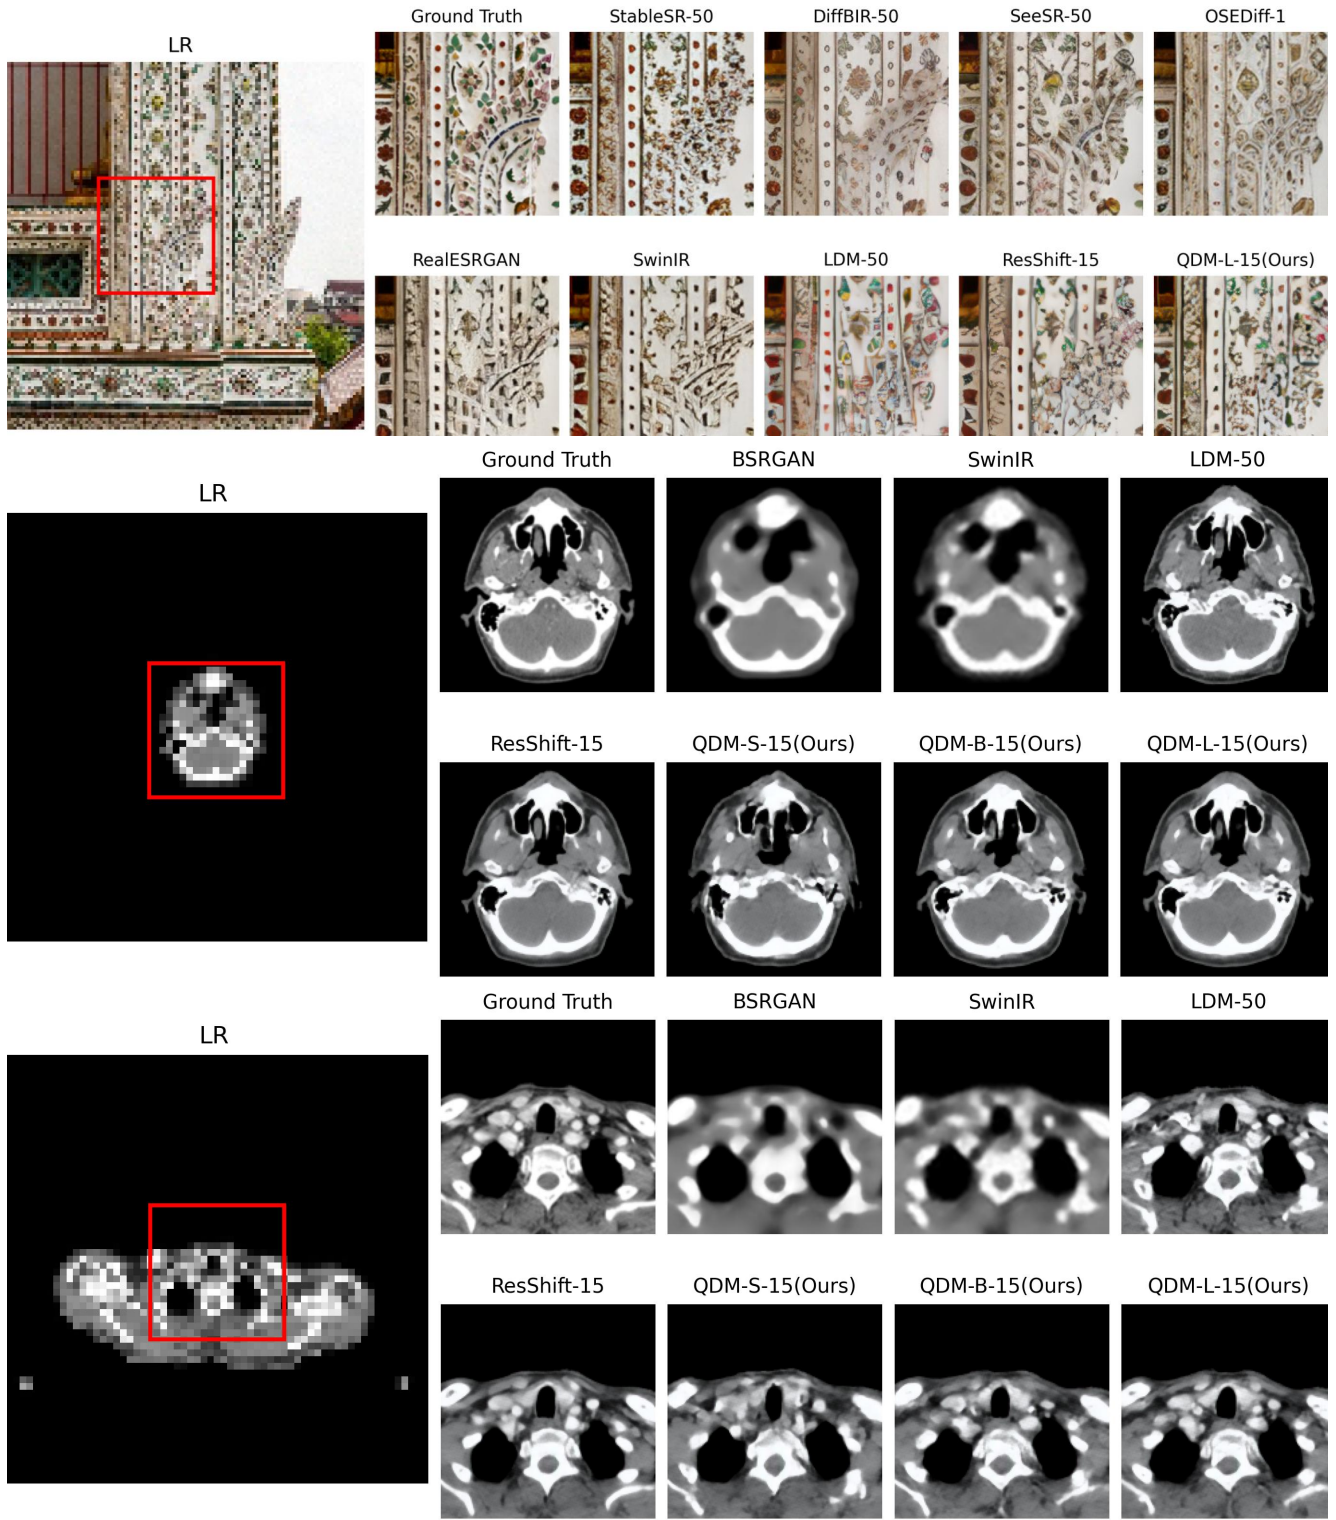 LR
Ground Truth StableSR-50 DiffBIR-50 SeeSR-50 OSEDiff-1
RealESRGAN SwinIR LDM-50 ResShift-15 QDM-L-15(Ours)
LR
Ground Truth BSRGAN SwinIR LDM-50
ResShift-15 QDM-S-15(Ours) QDM-B-15(Ours) QDM-L-15(Ours)
LR
Ground Truth BSRGAN SwinIR LDM-50
ResShift-15 QDM-S-15(Ours) QDM-B-15(Ours) QDM-L-15(Ours)